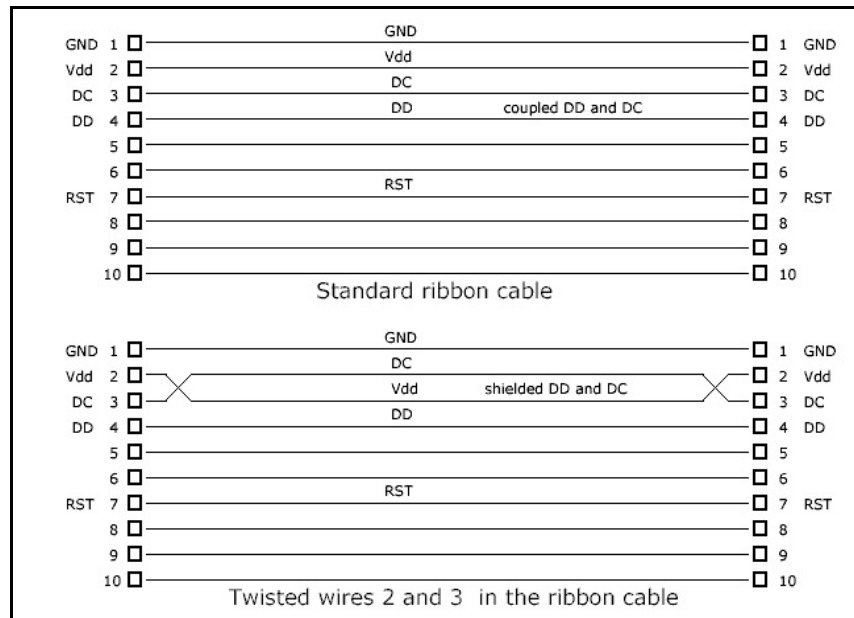 GND
GND 1 1 GND
Vdd
Vdd 2 2 Vdd
DC
DC 3 3 DC
DD coupled DD and DC
DD 4 4 DD
5 5
6 6
RST
RST 7 7 RST
8 8
9 9
10 10
Standard ribbon cable
GND
GND 1 1 GND
DC
Vdd 2 2 Vdd
Vdd shielded DD and DC
DC 3 3 DC
DD
DD 4 4 DD
5 5
6 6
RST
RST 7 7 RST
8 8
9 9
10 10
Twisted wires 2 and 3 in the ribbon cable